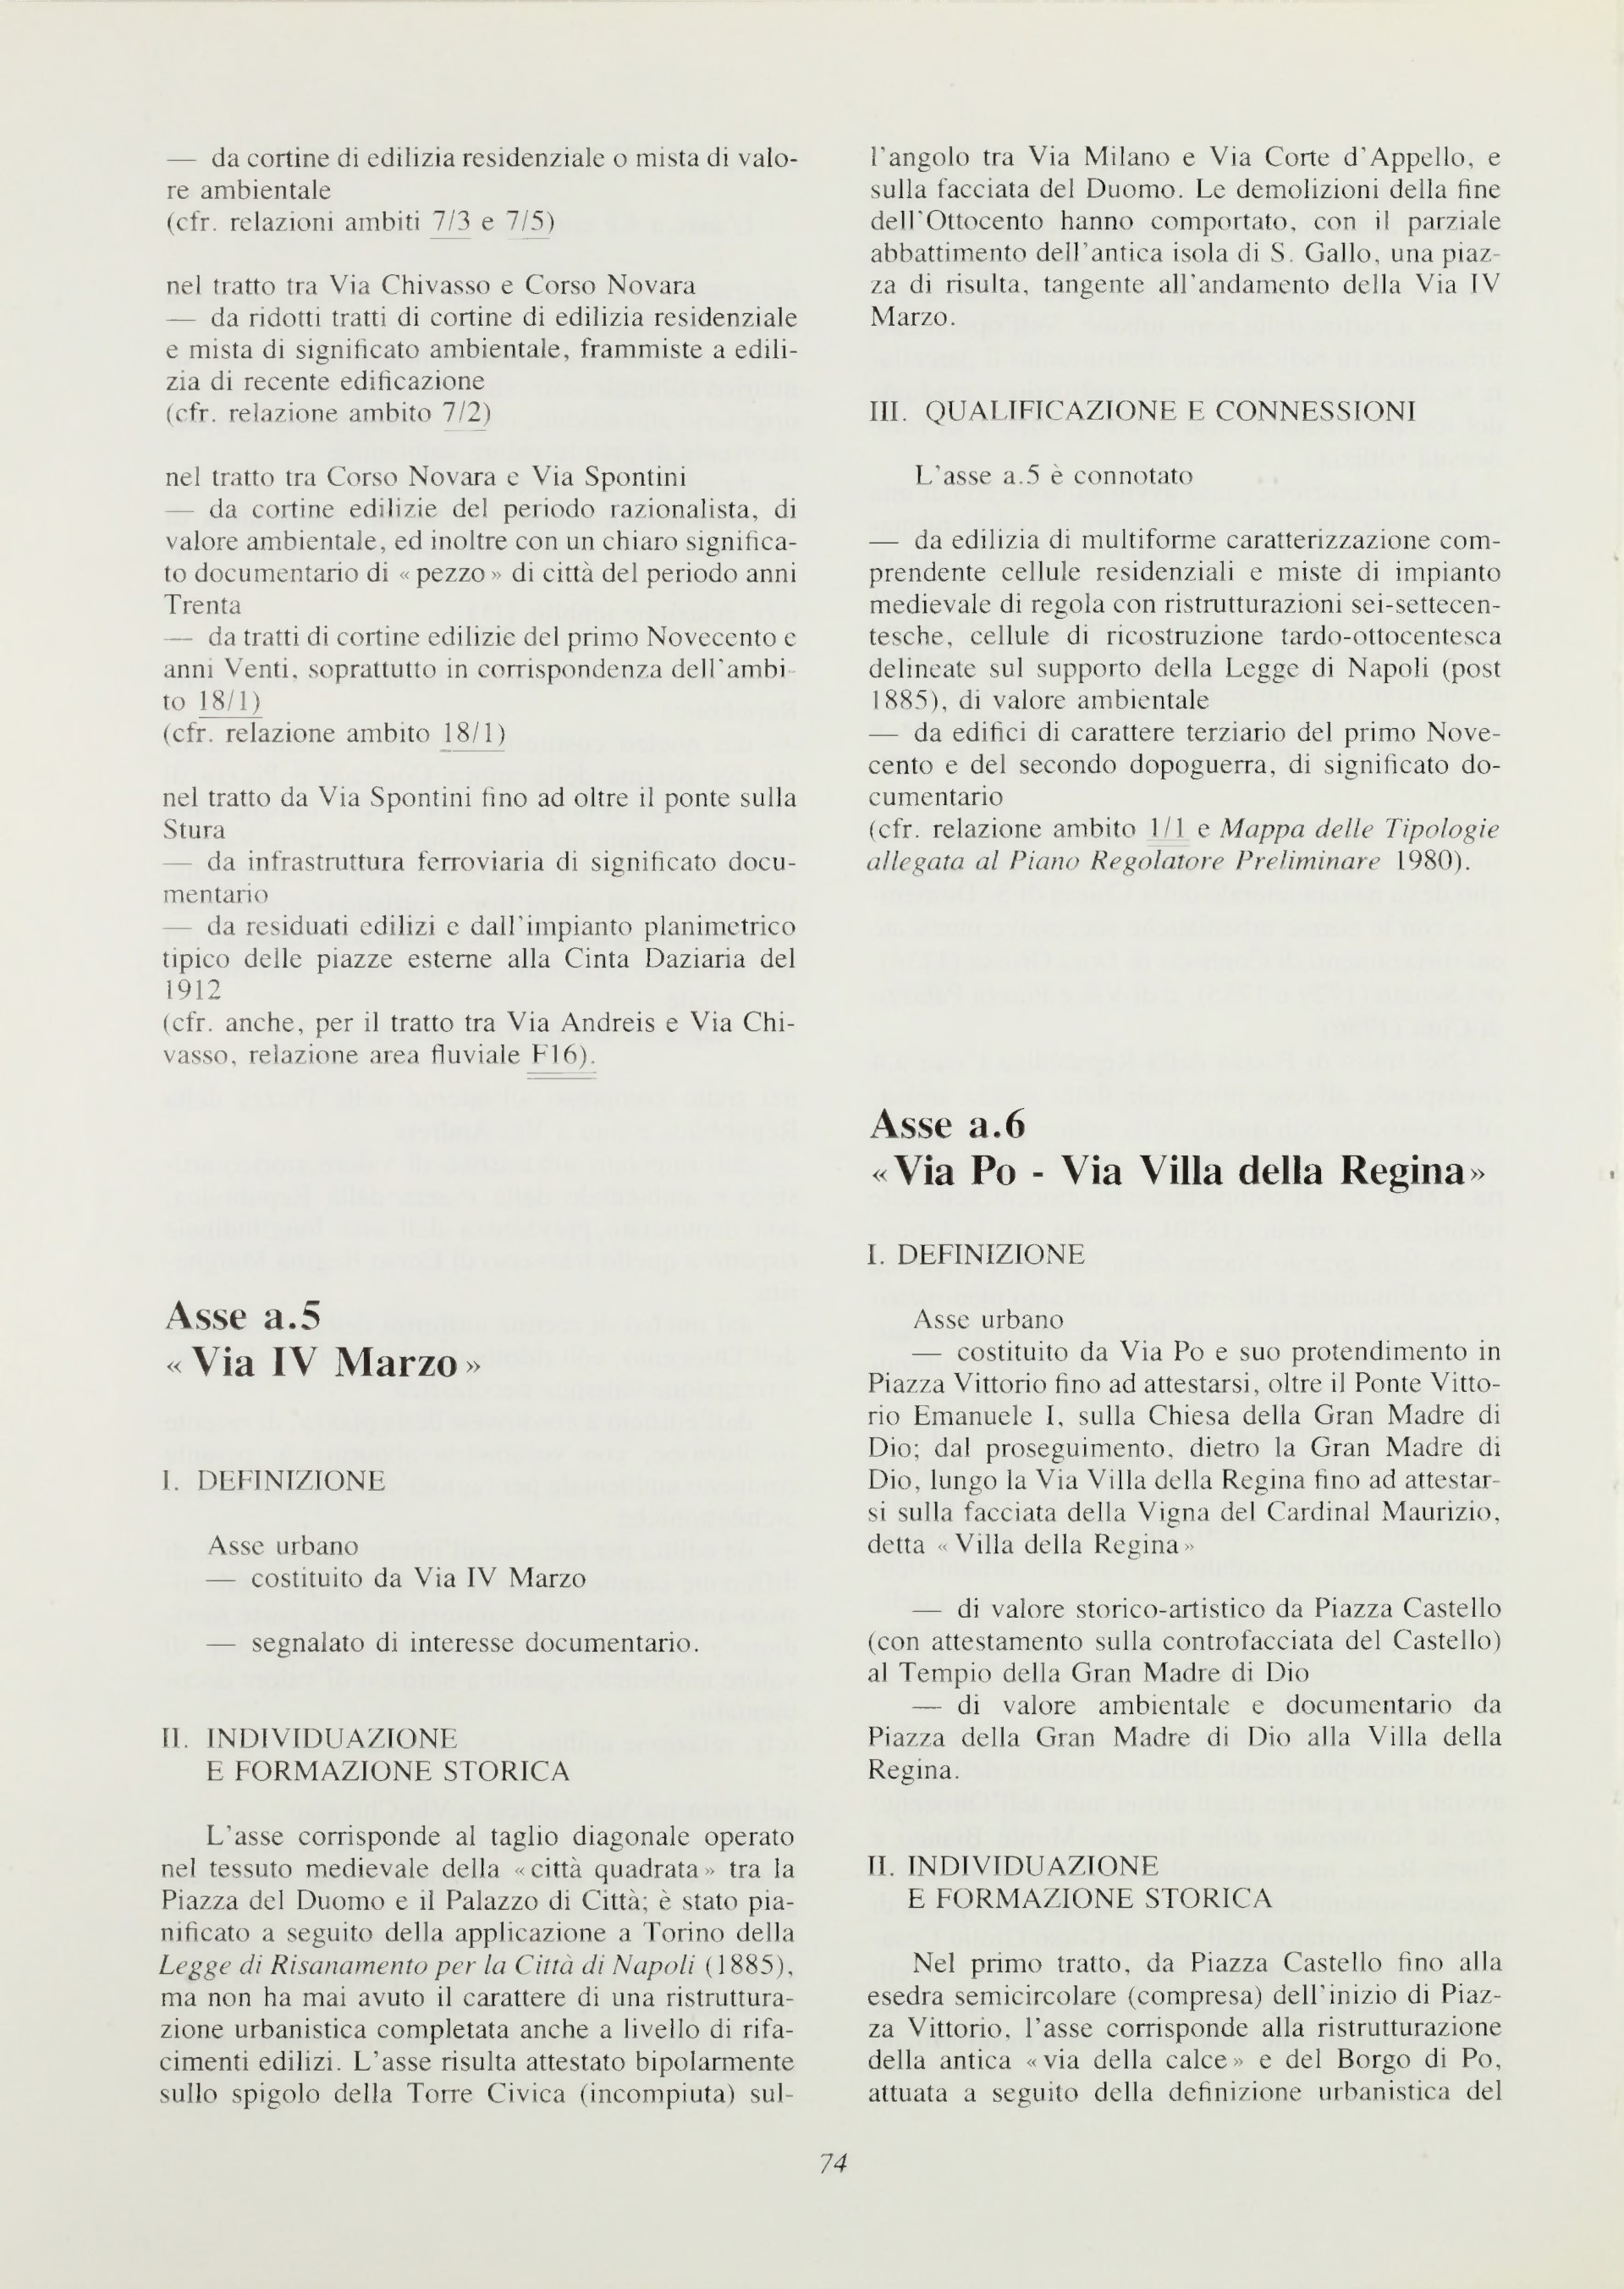 — da cortine di edilizia residenziale o mista di valo-
re ambientale
(cfr. relazioni ambiti 7/3 e 7/5)
nel tratto tra Via Chivasso e Corso Novara
— da ridotti tratti di cortine di edilizia residenziale
e mista di significato ambientale, frammiste a edili-
zia di recente edificazione
(cfr. relazione ambito 7/2)
nel tratto tra Corso Novara e Via Spontini
— da cortine edilizie del periodo razionalista, di
valore ambientale, ed inoltre con un chiaro significa-
to documentario di « pezzo » di città del periodo anni
Trenta
— da tratti di cortine edilizie del primo Novecento e
anni Venti, soprattutto in corrispondenza dell'ambi-
to 18/1)
(cfr. relazione ambito 18/1)
nel tratto da Via Spontini fino ad oltre il ponte sulla
Stura
— da infrastruttura ferroviaria di significato docu-
mentario
— da residuati edilizi e dall'impianto planimetrico
tipico delle piazze esterne alla Cinta Daziaria del
1912
(cfr. anche, per il tratto tra Via Andreis e Via Chi-
vasso, relazione area fluviale F16).
Asse a.5
« Via IV Marzo »
I. DEFINIZIONE
Asse urbano
— costituito da Via IV Marzo
— segnalato di interesse documentario.
II. INDIVIDUAZIONE
E FORMAZIONE STORICA
L'asse corrisponde al taglio diagonale operato
nel tessuto medievale della « città quadrata » tra la
Piazza del Duomo e il Palazzo di Città; è stato pia-
nificato a seguito della applicazione a Torino della
Legge di Risanamento per la Città di Napoli (1885),
ma non ha mai avuto il carattere di una ristruttura-
zione urbanistica completata anche a livello di rifa-
cimenti edilizi. L'asse risulta attestato bipolarmente
sullo spigolo della Torre Civica (incompiuta) sul-
l'angolo tra Via Milano e Via Corte d'Appello, e
sulla facciata del Duomo. Le demolizioni della fine
dell'Ottocento hanno comportato, con il parziale
abbattimento dell'antica isola di S. Gallo, una piaz-
za di risulta, tangente all'andamento della Via IV
Marzo.
III. QUALIFICAZIONE E CONNESSIONI
L'asse a.5 è connotato
— da edilizia di multiforme caratterizzazione com-
prendente cellule residenziali e miste di impianto
medievale di regola con ristrutturazioni sei-settecen-
tesche, cellule di ricostruzione tardo-ottocentesca
delineate sul supporto della Legge di Napoli (post
1885), di valore ambientale
— da edifici di carattere terziario del primo Nove-
cento e del secondo dopoguerra, di significato do-
cumentario
(cfr. relazione ambito 1/1 e Mappa delle Tipologie
allegata al Piano Regolatore Preliminare 1980).
Asse a.6
« Via Po - Via Villa della Regina »
I. DEFINIZIONE
Asse urbano
— costituito da Via Po e suo protendimento in
Piazza Vittorio fino ad attestarsi, oltre il Ponte Vitto-
rio Emanuele I, sulla Chiesa della Gran Madre di
Dio; dal proseguimento, dietro la Gran Madre di
Dio, lungo la Via Villa della Regina fino ad attestar-
si sulla facciata della Vigna del Cardinal Maurizio,
detta « Villa della Regina »
— di valore storico-artistico da Piazza Castello
(con attestamento sulla controfacciata del Castello)
al Tempio della Gran Madre di Dio
— di valore ambientale e documentario da
Piazza della Gran Madre di Dio alla Villa della
Regina.
II. INDIVIDUAZIONE
E FORMAZIONE STORICA
Nel primo tratto, da Piazza Castello fino alla
esedra semicircolare (compresa) dell'inizio di Piaz-
za Vittorio, l'asse corrisponde alla ristrutturazione
della antica « via della calce » e del Borgo di Po,
attuata a seguito della definizione urbanistica del
74